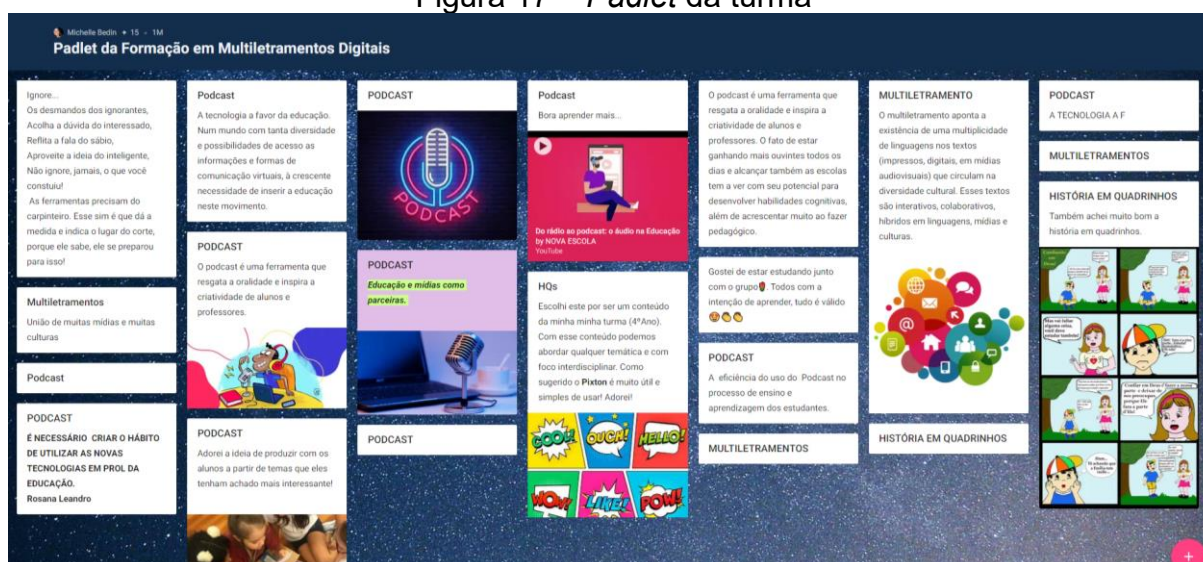 Figura 17 – Padlet da turma
Michelle Bedin • 15 - 1M
Padlet da Formação em Multiletramentos Digitais
Ignore...
Os desmandos dos ignorantes,
Acolha a dúvida do interessado,
Reflita a fala do sábio,
Aproveite a ideia do inteligente,
Não ignore, jamais, o que você
constuiu!
As ferramentas precisam do
carpinteiro. Esse sim é que dá a
medida e indica o lugar do corte,
porque ele sabe, ele se preparou
para isso!
Multiletramentos
União de muitas mídias e muitas
culturas
Podcast
PODCAST
É NECESSÁRIO CRIAR O HÁBITO
DE UTILIZAR AS NOVAS
TECNOLOGIAS EM PROL DA
EDUCAÇÃO.
Rosana Leandro
Podcast
A tecnologia a favor da educação.
Num mundo com tanta diversidade
e possibilidades de acesso as
informações e formas de
comunicação virtuais, à crescente
necessidade de inserir a educação
neste movimento.
PODCAST
O podcast é uma ferramenta que
resgata a oralidade e inspira a
criatividade de alunos e
professores.
PODCAST
Adorei a ideia de produzir com os
alunos a partir de temas que eles
tenham achado mais interessante!
PODCAST
PODCAST
PODCAST
Educação e mídias como
parceiras.
PODCAST
Podcast
Bora aprender mais...
Do rádio ao podcast: o áudio na Educação
by NOVA ESCOLA
YouTube
HQs
Escolhi este por ser um conteúdo
da minha minha turma (4ºAno).
Com esse conteúdo podemos
abordar qualquer temática e com
foco interdisciplinar. Como
sugerido o Pixton é muito útil e
simples de usar! Adorei!
COOL! OUCH! HELLO!
WOW! LIKE! POW!
O podcast é uma ferramenta que
resgata a oralidade e inspira a
criatividade de alunos e
professores. O fato de estar
ganhando mais ouvintes todos os
dias e alcançar também as escolas
tem a ver com seu potencial para
desenvolver habilidades cognitivas,
além de acrescentar muito ao fazer
pedagógico.
Gostei de estar estudando junto
com o grupo. Todos com a
intenção de aprender, tudo é válido
PODCAST
A eficiência do uso do Podcast no
processo de ensino e
aprendizagem dos estudantes.
MULTILETRAMENTOS
MULTILETRAMENTO
O multiletramento aponta a
existência de uma multiplicidade
de linguagens nos textos
(impressos, digitais, em mídias
audiovisuais) que circulam na
diversidade cultural. Esses textos
são interativos, colaborativos,
híbridos em linguagens, mídias e
culturas.
HISTÓRIA EM QUADRINHOS
PODCAST
A TECNOLOGIA A F
MULTILETRAMENTOS
HISTÓRIA EM QUADRINHOS
Também achei muito bom a
história em quadrinhos.